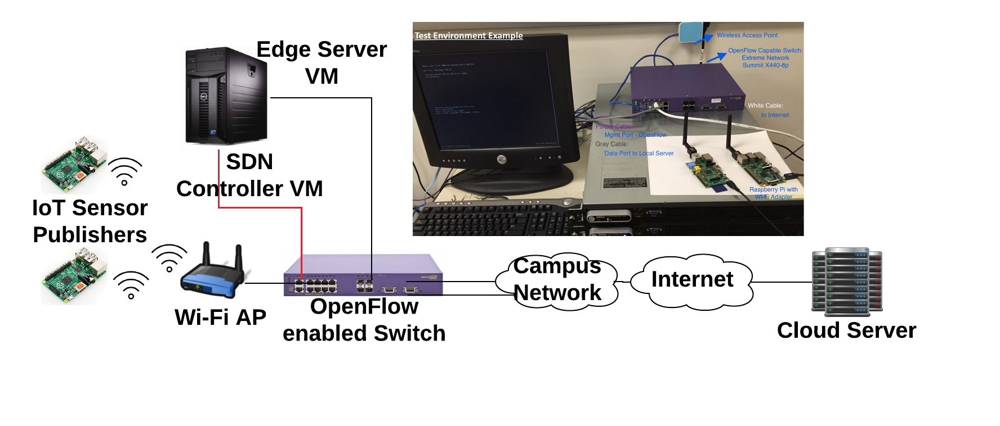 Edge Server
VM
SDN
Controller VM
IoT Sensor
Publishers
Wi-Fi AP
OpenFlow
enabled Switch
Campus
Network
Internet
Cloud Server
Test Environment Example
Wireless Access Point
OpenFlow Capable Switch:
Extreme Network
Summit X440-8p
White Cable:
to Internet
Purple Cable:
Mgmt Port - OpenFlow
Gray Cable:
Data Port to Local Server
Raspberry Pi with
Wi-Fi Adapter
DELL